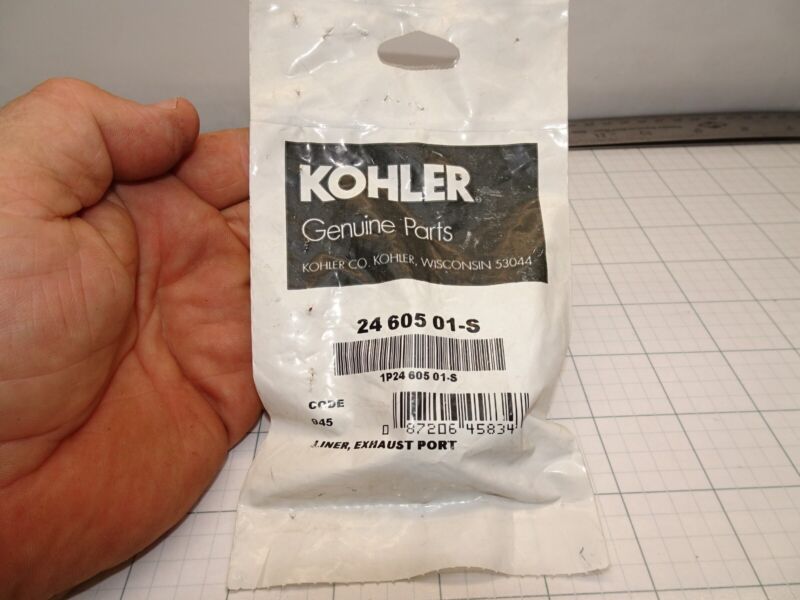 KOHLER®
Genuine Parts
KOHLER CO. KOHLER, WISCONSIN 53044
24 605 01-S
1P24 605 01-S
CODE
945
0 87206 45834
LINER, EXHAUST PORT